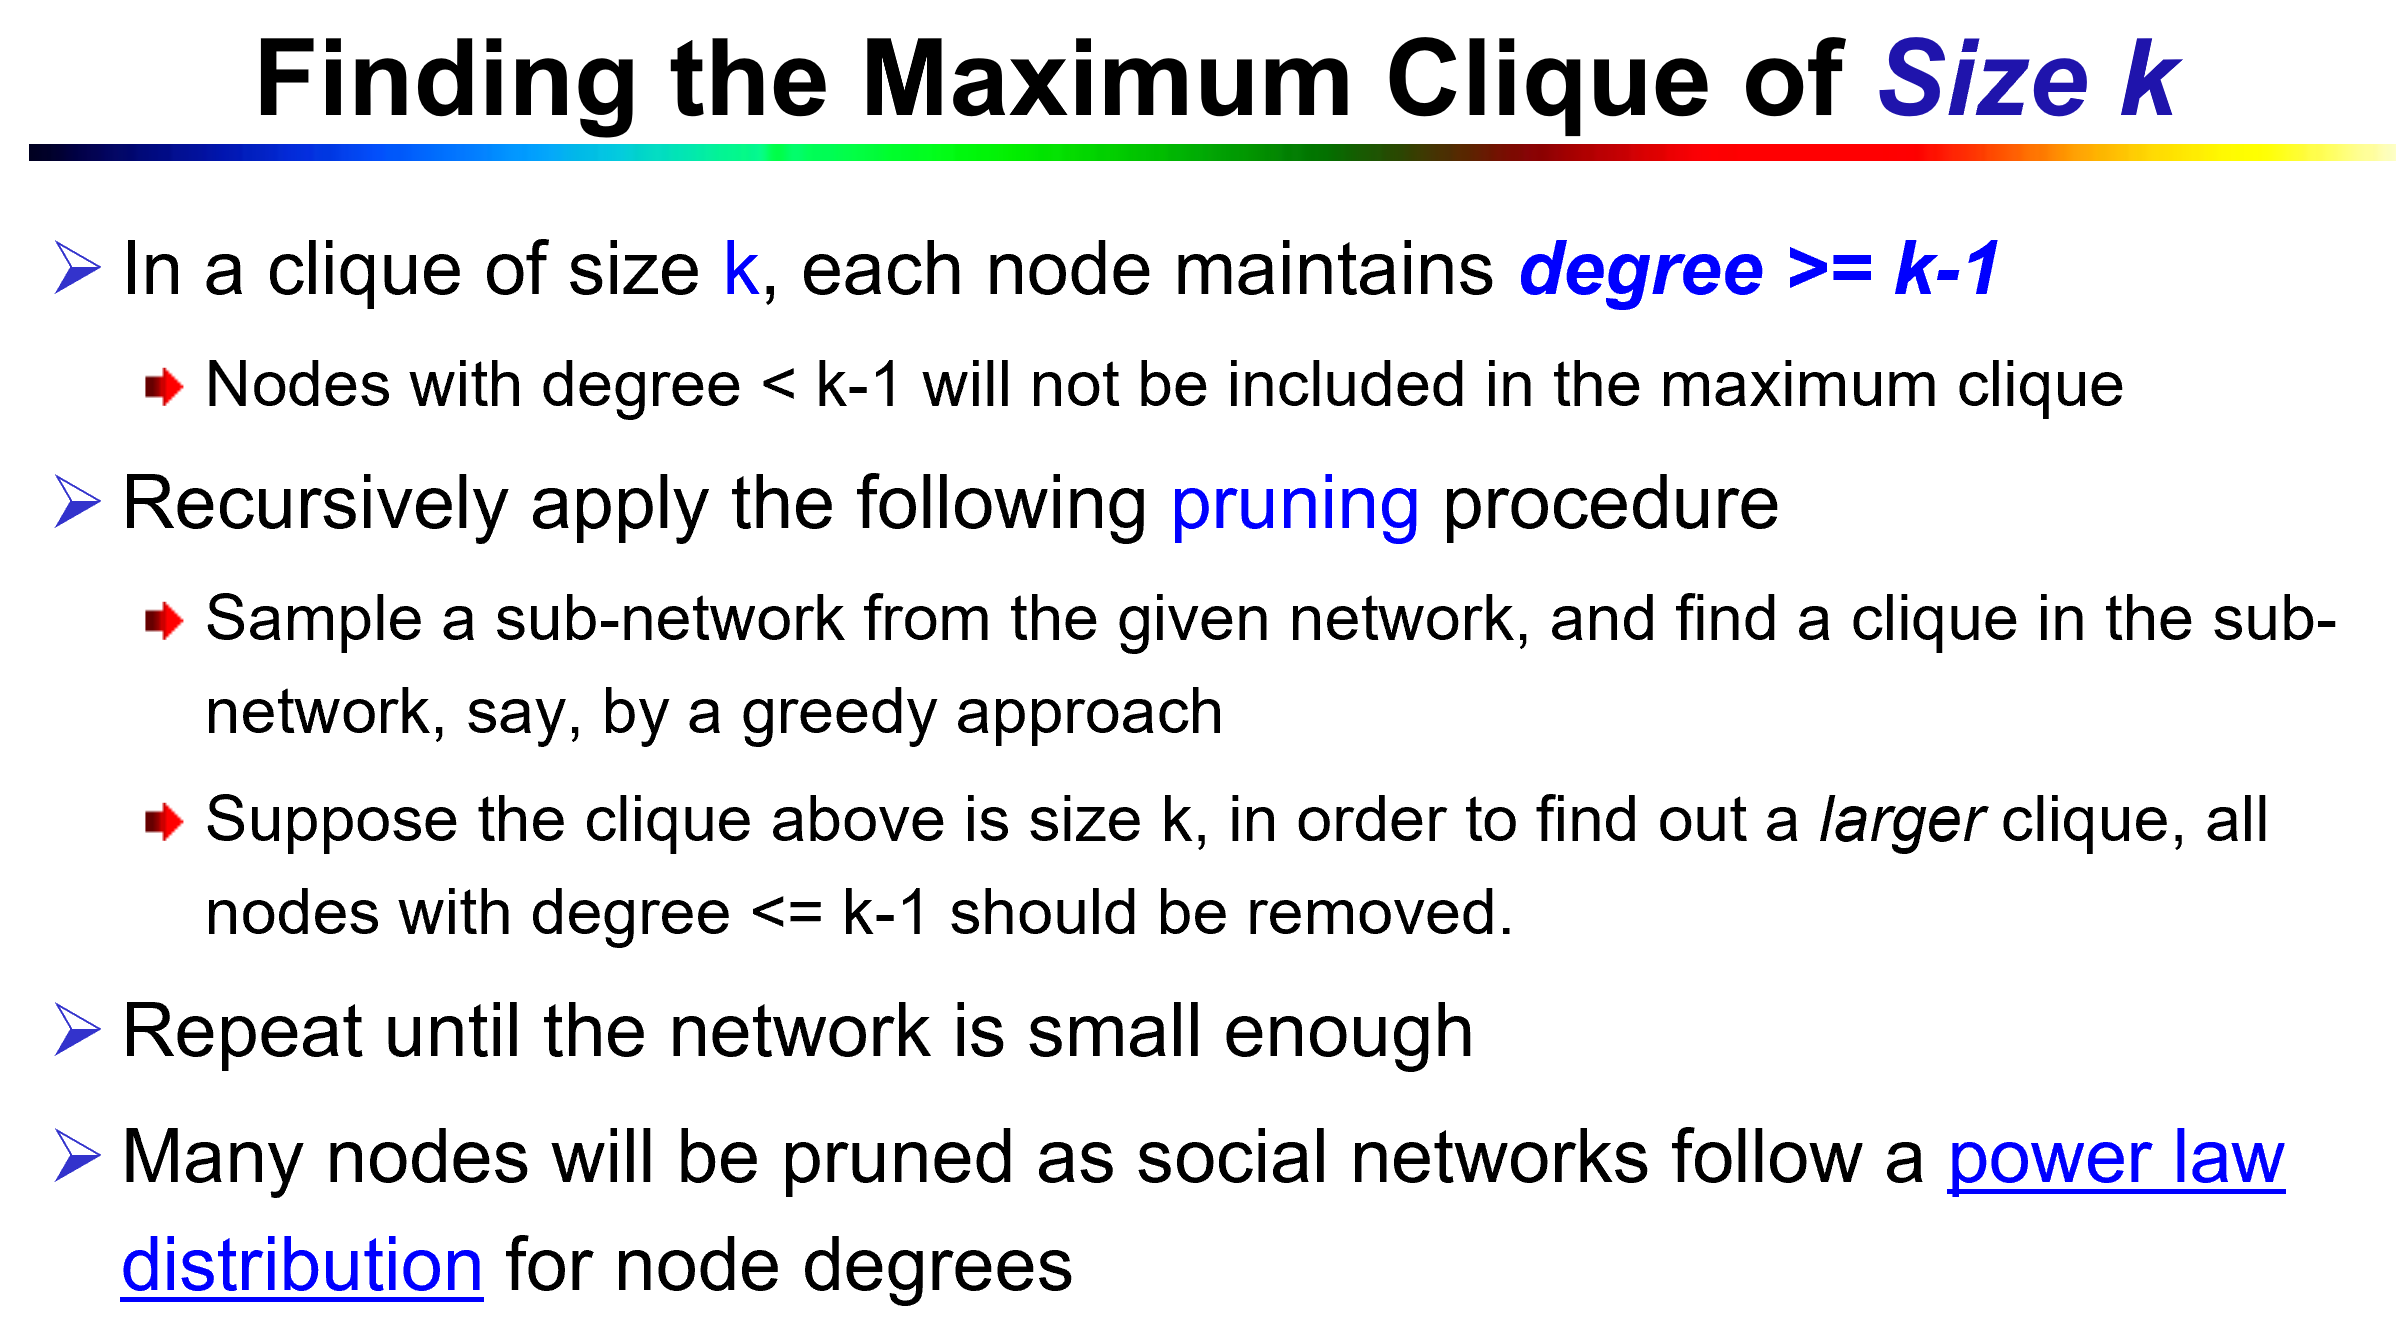 Finding the Maximum Clique of Size k
In a clique of size k, each node maintains degree >= k-1
Nodes with degree < k-1 will not be included in the maximum clique
Recursively apply the following pruning procedure
Sample a sub-network from the given network, and find a clique in the sub-
network, say, by a greedy approach
Suppose the clique above is size k, in order to find out a larger clique, all
nodes with degree <= k-1 should be removed.
Repeat until the network is small enough
Many nodes will be pruned as social networks follow a power law
distribution for node degrees